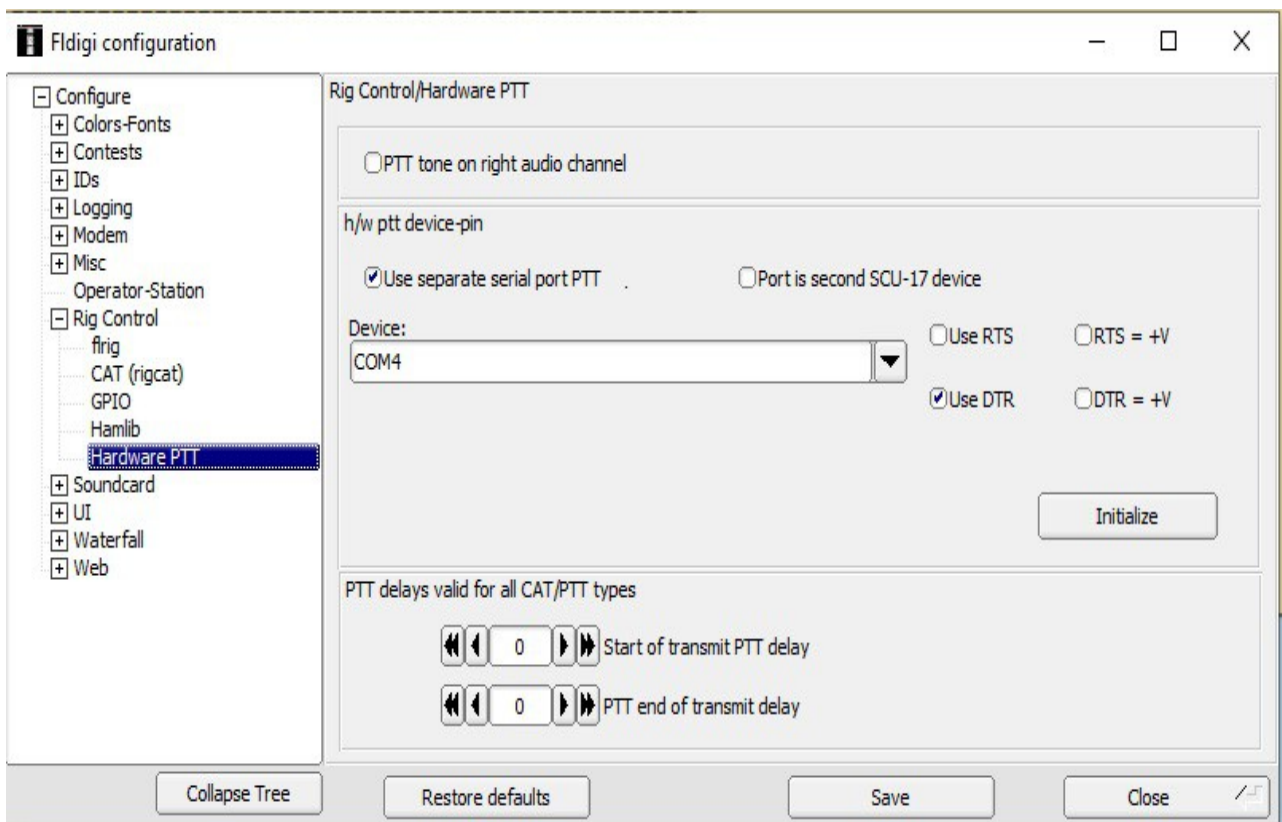 Fldigi configuration
Configure
Colors-Fonts
Contests
IDs
Logging
Modem
Misc
Operator-Station
Rig Control
flrig
CAT (rigcat)
GPIO
Hamlib
Hardware PTT
Soundcard
UI
Waterfall
Web
Rig Control/Hardware PTT
PTT tone on right audio channel
h/w ptt device-pin
Use separate serial port PTT .
Port is second SCU-17 device
Device:
COM4
Use RTS
RTS = +V
Use DTR
DTR = +V
Initialize
PTT delays valid for all CAT/PTT types
0 Start of transmit PTT delay
0 PTT end of transmit delay
Collapse Tree
Restore defaults
Save
Close